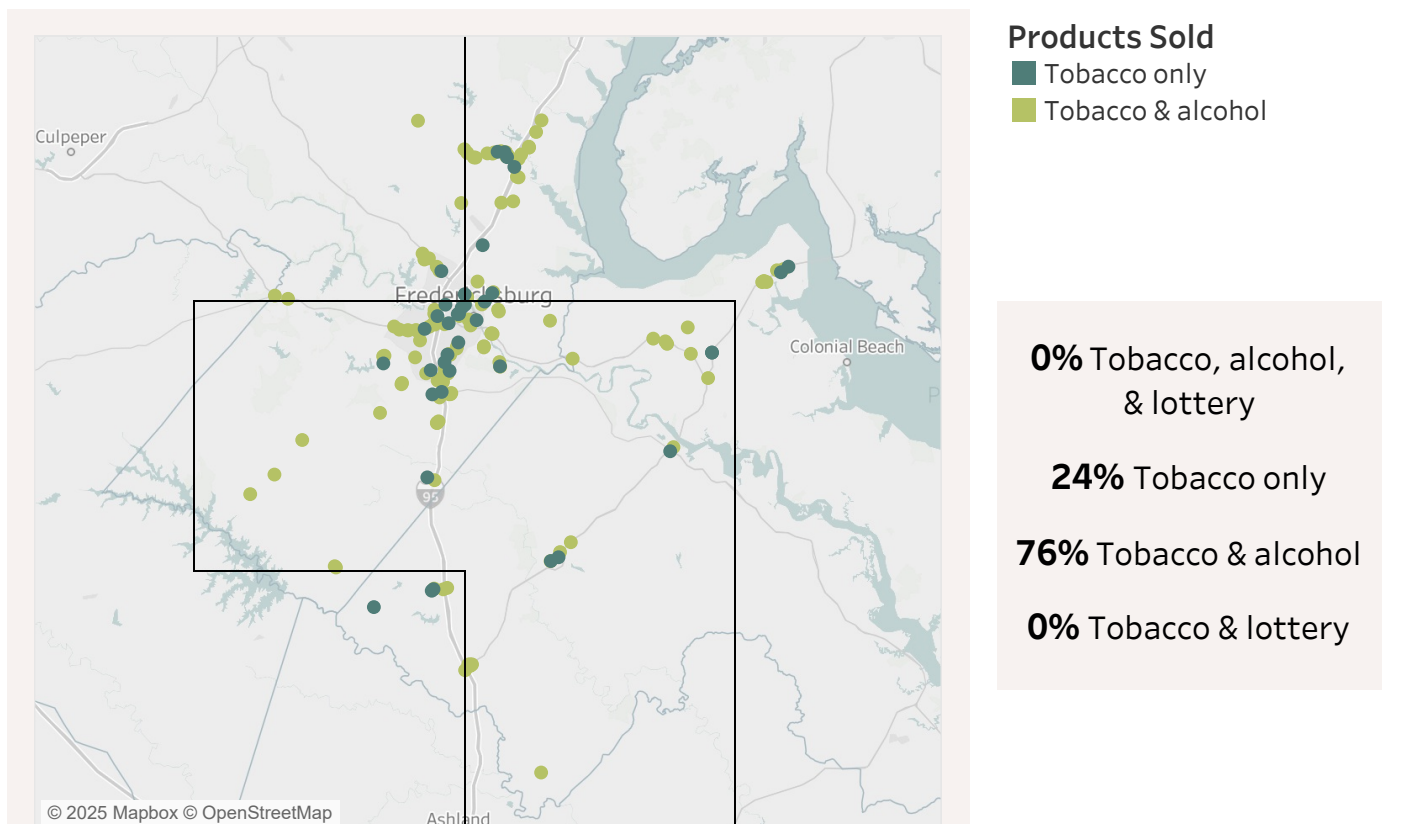 Products Sold
Tobacco only
Tobacco & alcohol
Culpeper
Fredericksburg
Colonial Beach
P
95
0% Tobacco, alcohol,
& lottery
24% Tobacco only
76% Tobacco & alcohol
0% Tobacco & lottery
© 2025 Mapbox © OpenStreetMap
Ashland